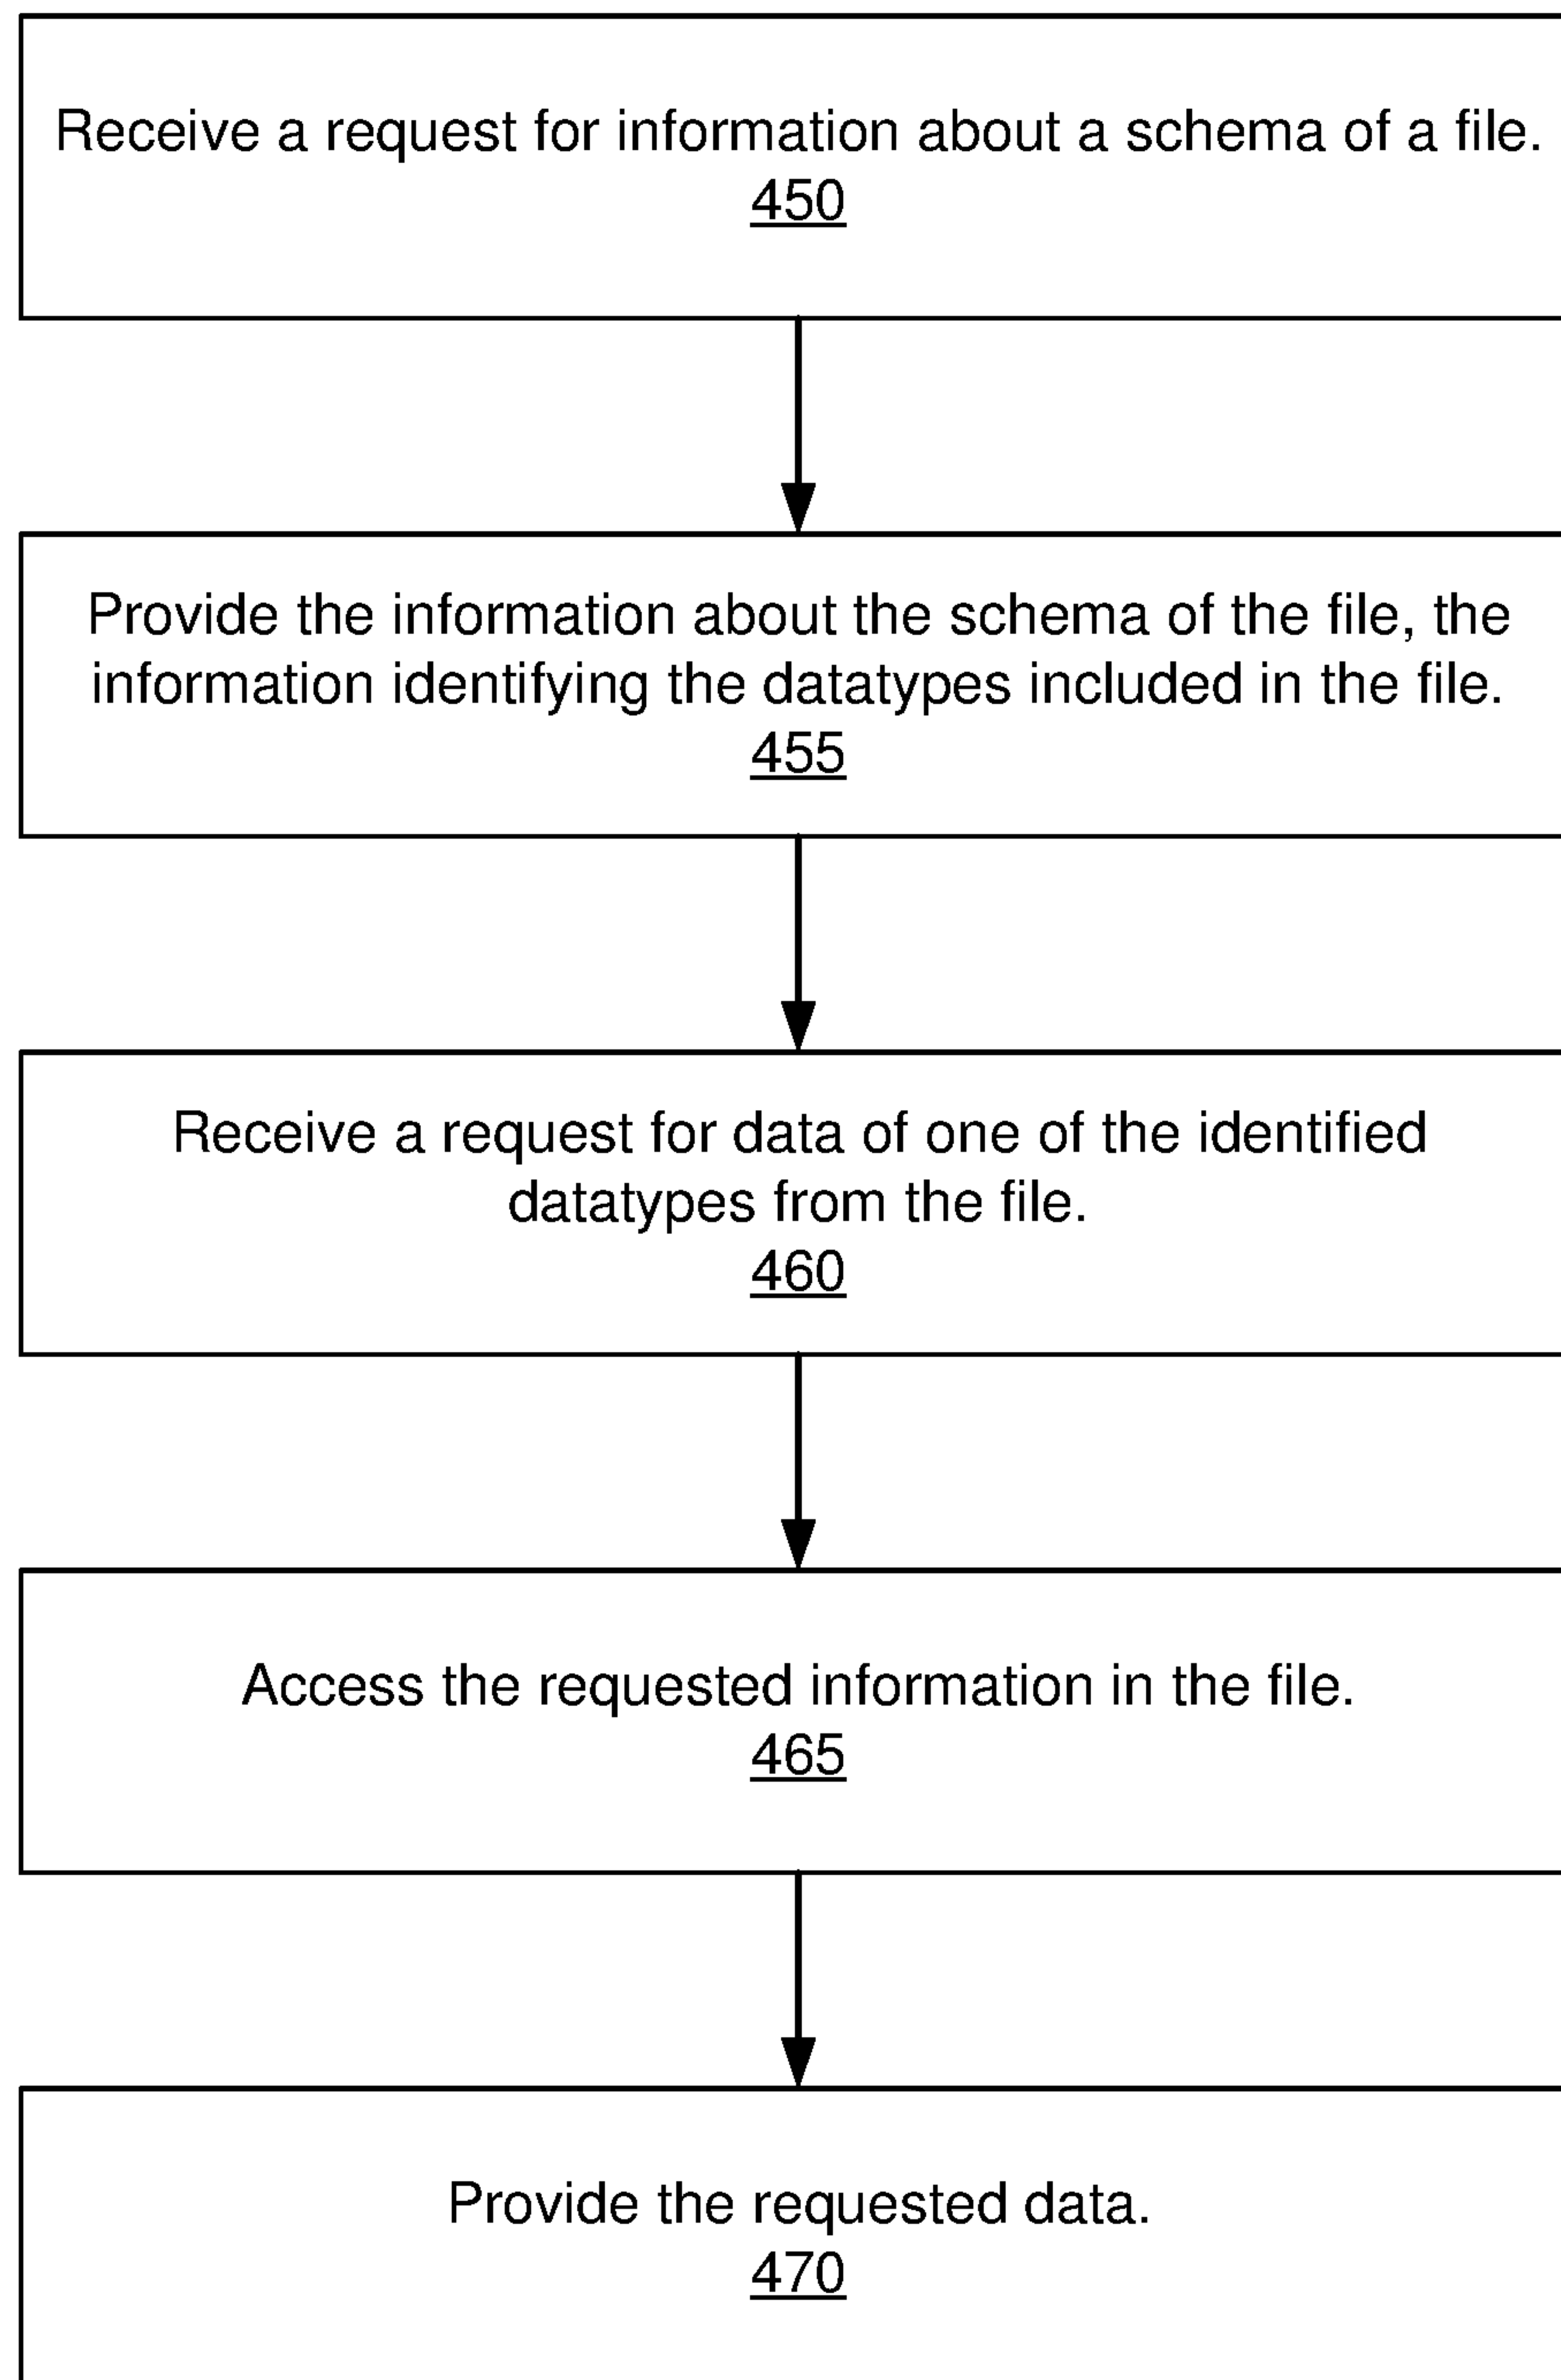 Receive a request for information about a schema of a file.
450
Provide the information about the schema of the file, the
information identifying the datatypes included in the file.
455
Receive a request for data of one of the identified
datatypes from the file.
460
Access the requested information in the file.
465
Provide the requested data.
470